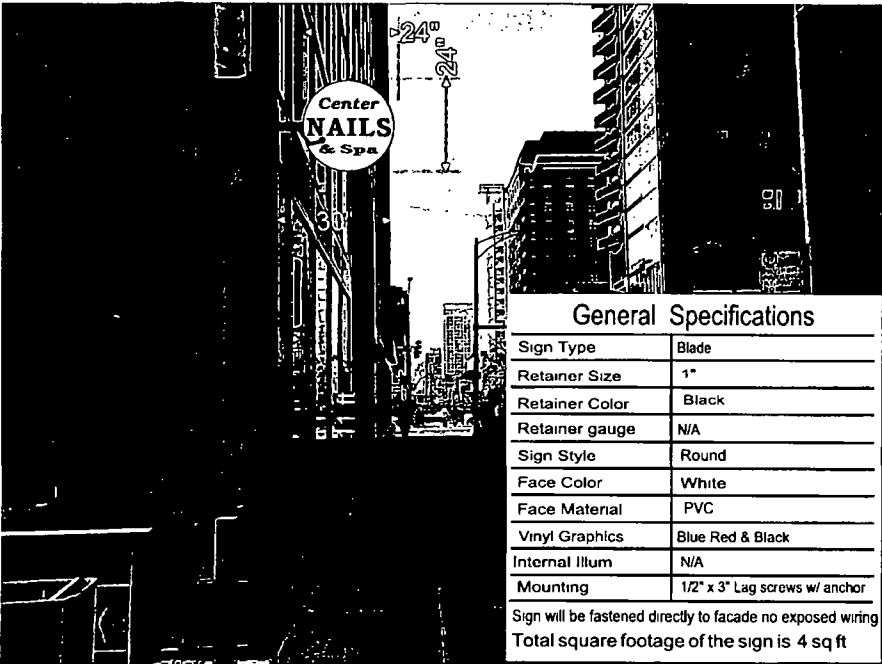 24"
24"
Center
NAILS
& Spa
30"
11 ft
General Specifications
Sign Type Blade
Retainer Size 1"
Retainer Color Black
Retainer gauge N/A
Sign Style Round
Face Color White
Face Material PVC
Vinyl Graphics Blue Red & Black
Internal Illum N/A
Mounting 1/2" x 3" Lag screws w/ anchor
Sign will be fastened directly to facade no exposed wiring
Total square footage of the sign is 4 sq ft